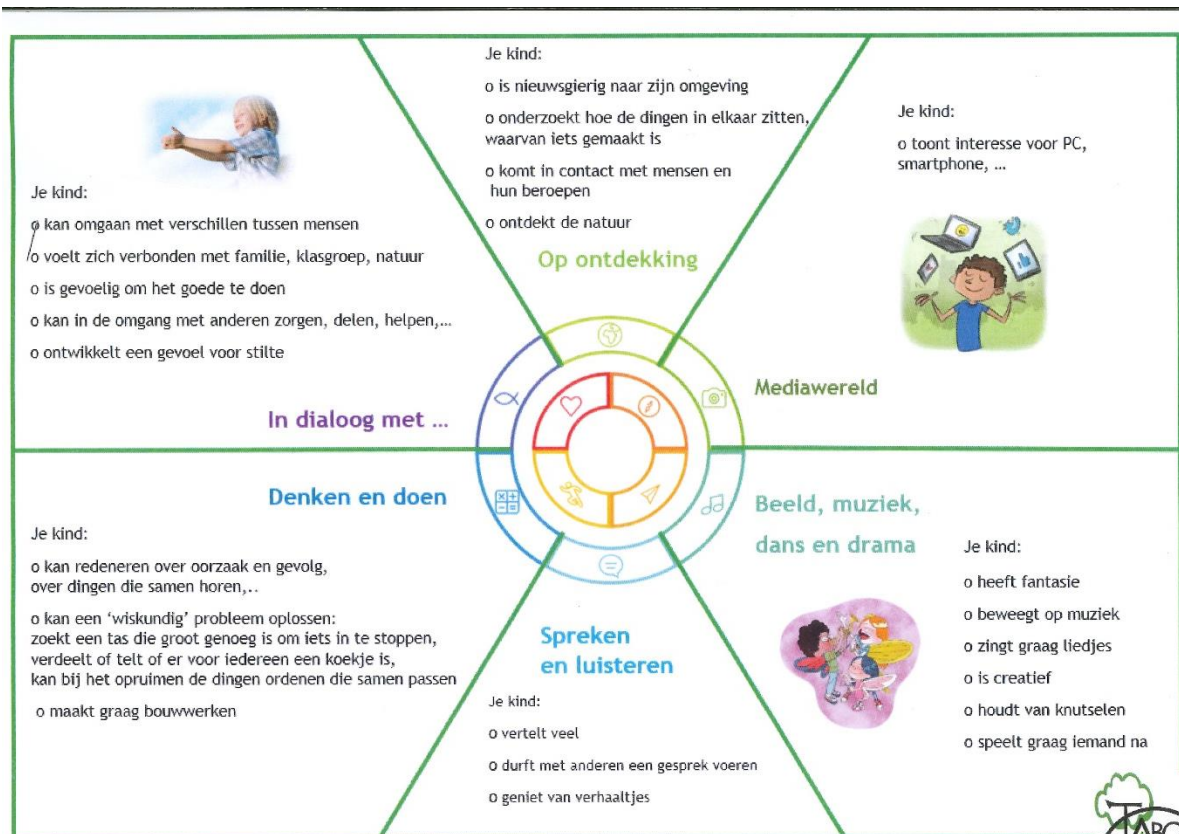 Je kind:
o kan omgaan met verschillen tussen mensen
o voelt zich verbonden met familie, klasgroep, natuur
o is gevoelig om het goede te doen
o kan in de omgang met anderen zorgen, delen, helpen,...
o ontwikkelt een gevoel voor stilte
In dialoog met ...
Je kind:
o is nieuwsgierig naar zijn omgeving
o onderzoekt hoe de dingen in elkaar zitten,
waarvan iets gemaakt is
o komt in contact met mensen en
hun beroepen
o ontdekt de natuur
Op ontdekking
Je kind:
o toont interesse voor PC,
smartphone, ...
Mediawereld
Denken en doen
Je kind:
o kan redeneren over oorzaak en gevolg,
over dingen die samen horen,..
o kan een ‘wiskundig’ probleem oplossen:
zoekt een tas die groot genoeg is om iets in te stoppen,
verdeelt of telt of er voor iedereen een koekje is,
kan bij het opruimen de dingen ordenen die samen passen
o maakt graag bouwwerken
Spreken
en luisteren
Je kind:
o vertelt veel
o durft met anderen een gesprek voeren
o geniet van verhaaltjes
Beeld, muziek,
dans en drama
Je kind:
o heeft fantasie
o beweegt op muziek
o zingt graag liedjes
o is creatief
o houdt van knutselen
o speelt graag iemand na